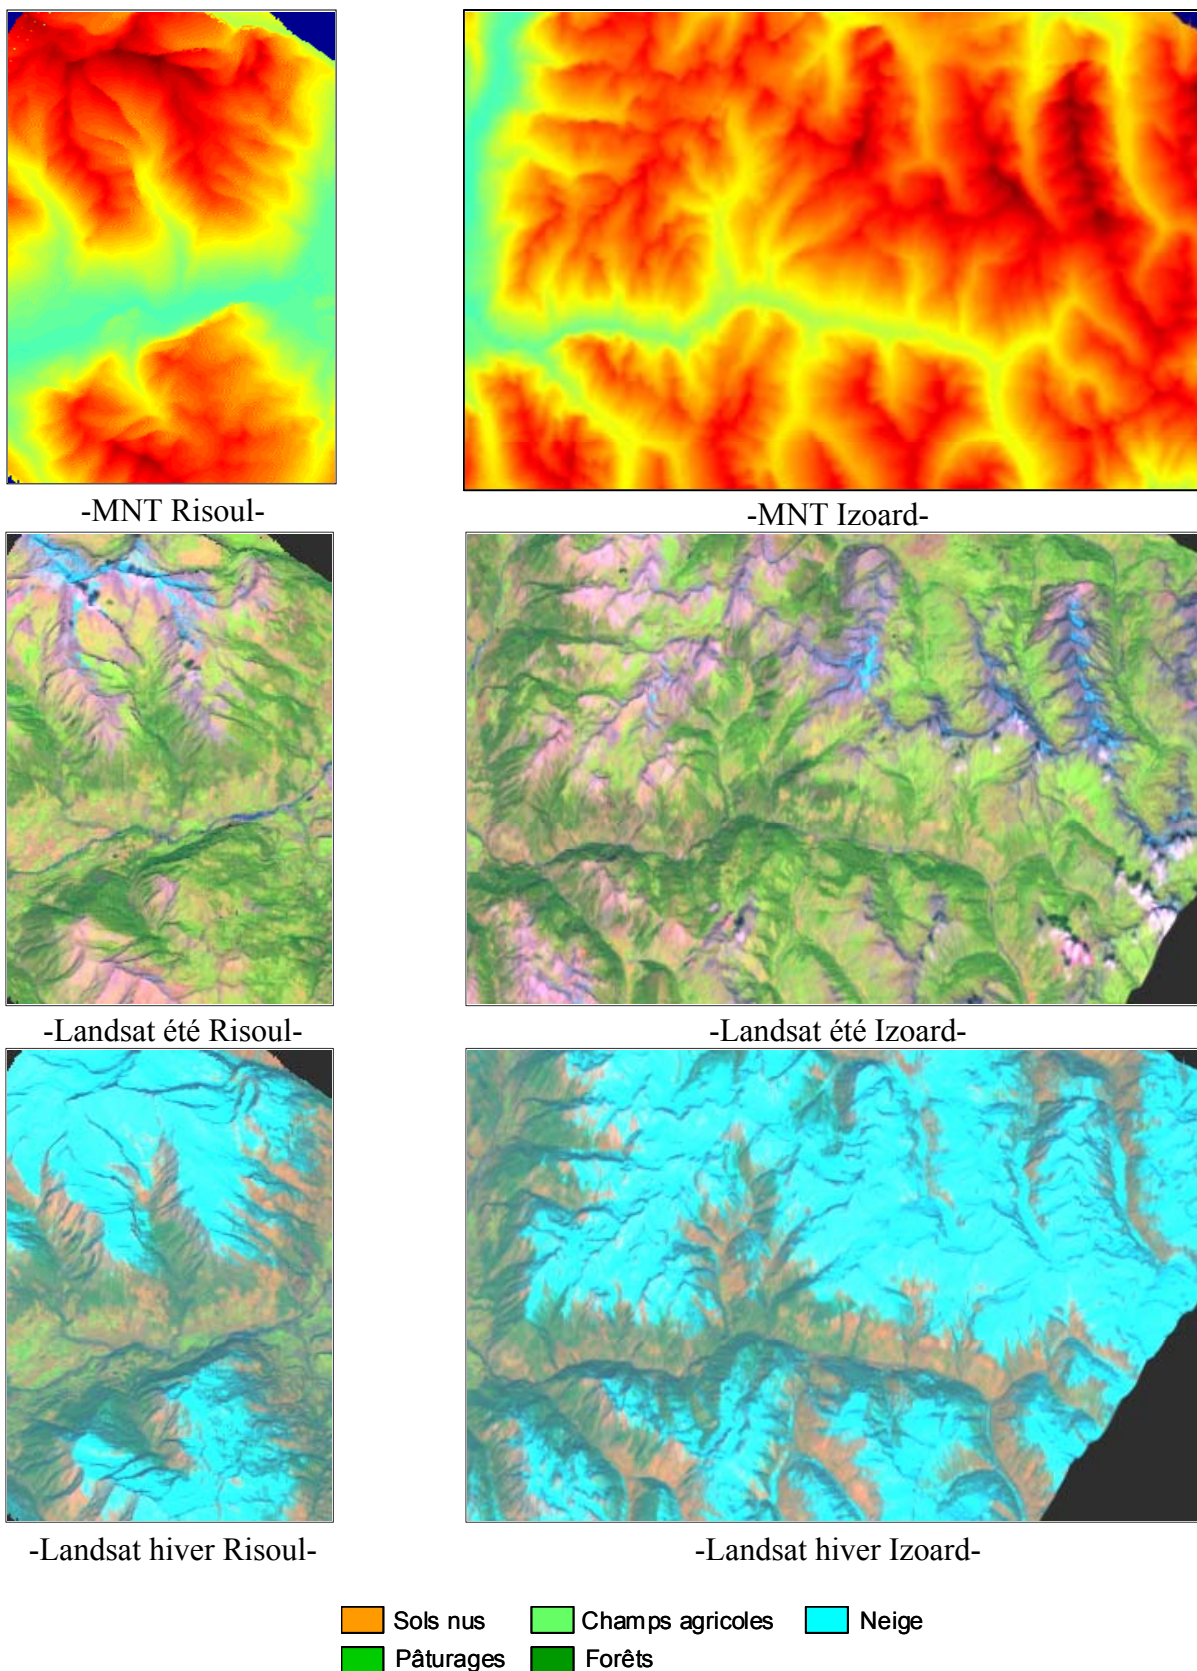 -MNT Risoul-
-MNT Izoard-
-Landsat été Risoul-
-Landsat été Izoard-
-Landsat hiver Risoul-
-Landsat hiver Izoard-
Sols nus
Champs agricoles
Neige
Pâturages
Forêts